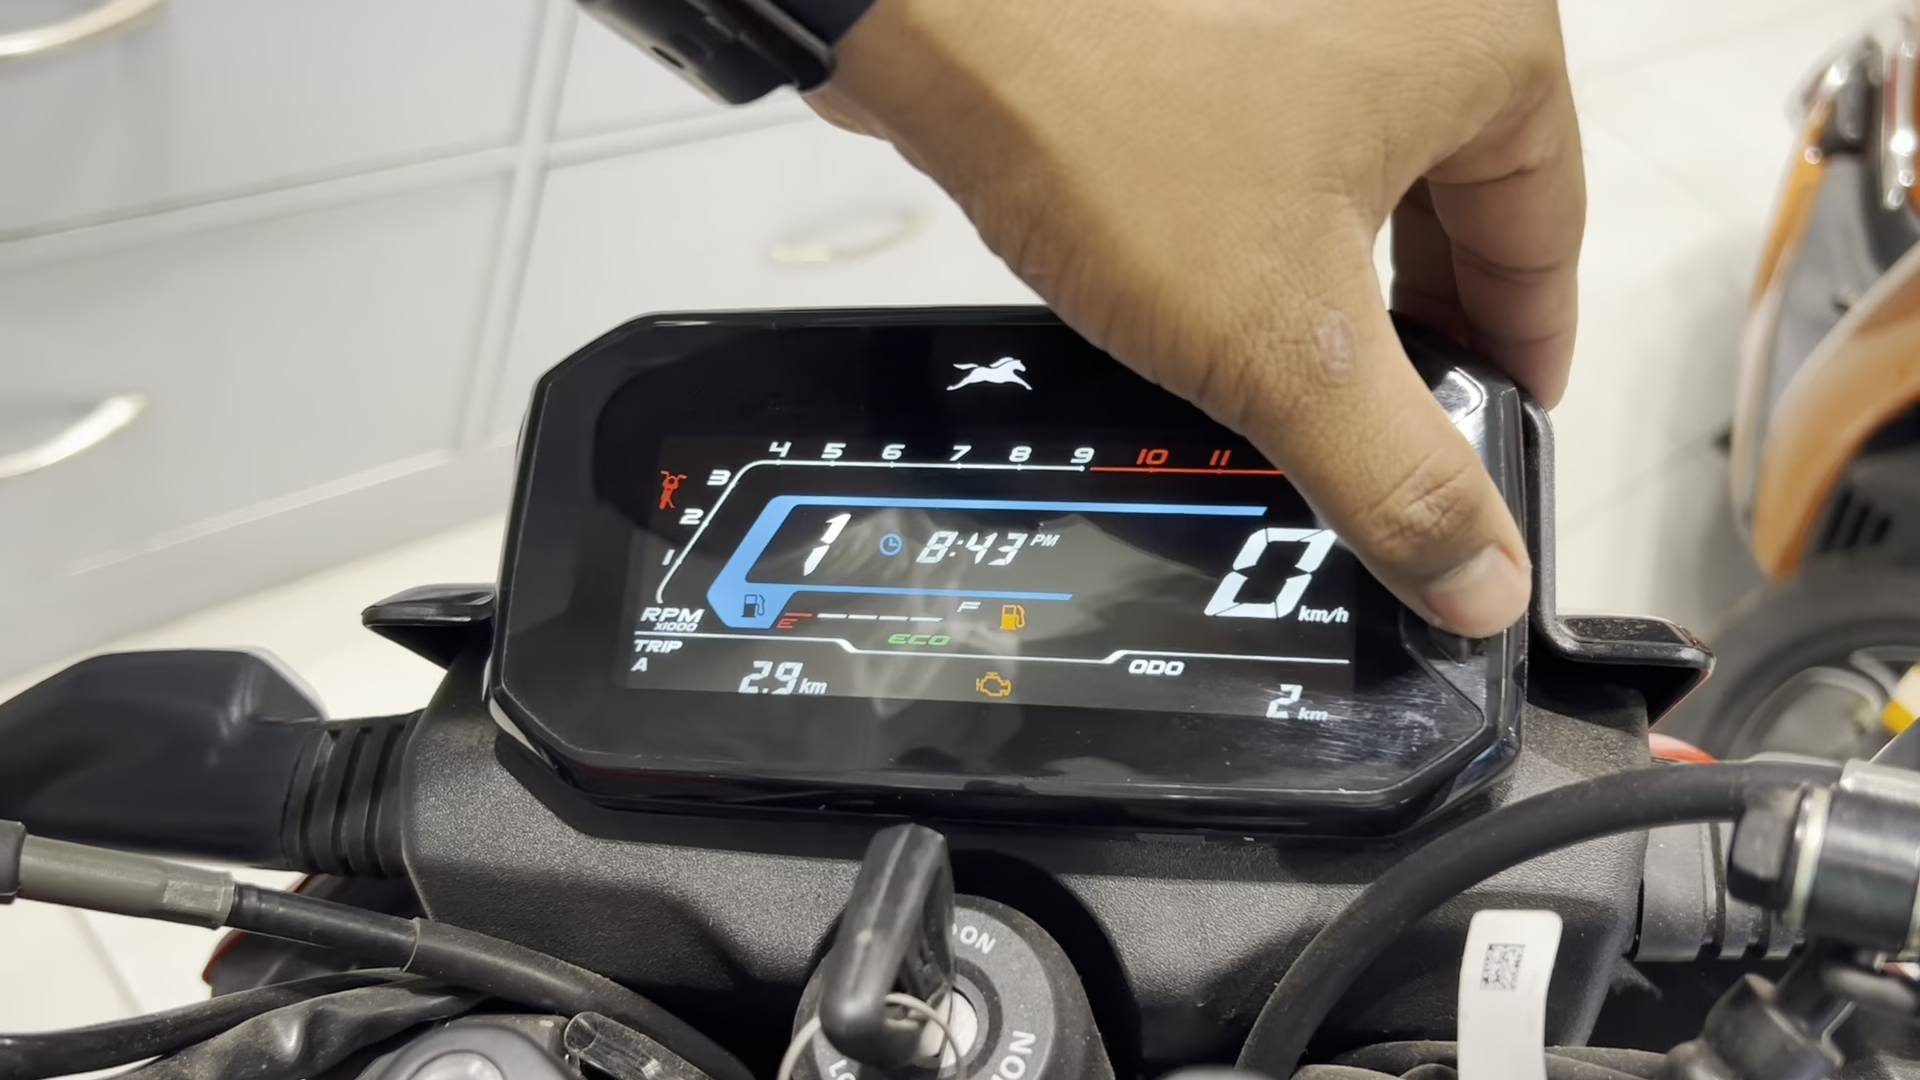 4 5 6 7 8 9 10 11
3
2
1
1 8:43 PM
0 km/h
RPM
x1000
E F
ECO
TRIP
A
2.9 km
ODO
2 km
ON